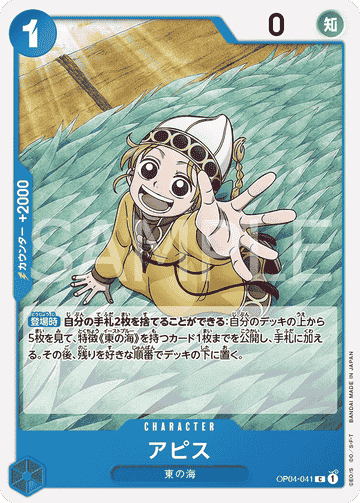 1
0
知
カウンター +2000
SAMPLE
登場時 自分の手札2枚を捨てることができる:自分のデッキの上から
5枚を見て、特徴《東の海》を持つカード1枚までを公開し、手札に加え
る。その後、残りを好きな順番でデッキの下に置く。
CHARACTER
アピス
東の海
OP04-041 C 1
©E.O./S. ©O./S･F･T BANDAI MADE IN JAPAN